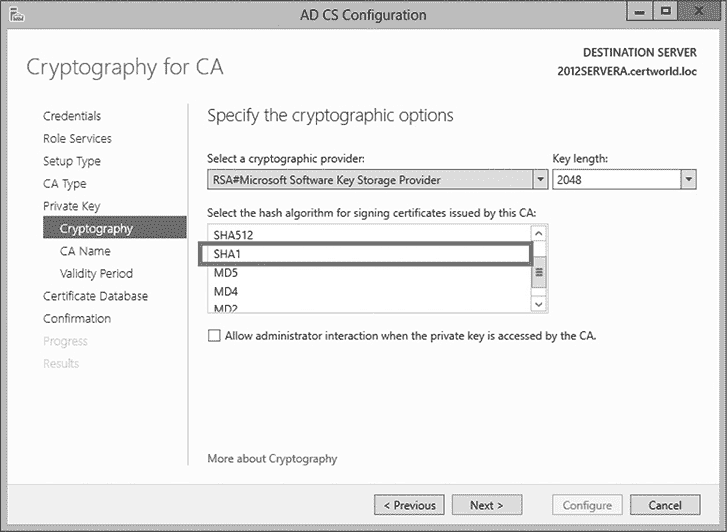 AD CS Configuration
Cryptography for CA
DESTINATION SERVER
2012SERVERA.certworld.loc
Credentials
Role Services
Setup Type
CA Type
Private Key
Cryptography
CA Name
Validity Period
Certificate Database
Confirmation
Progress
Results
Specify the cryptographic options
Select a cryptographic provider:
Key length:
RSA#Microsoft Software Key Storage Provider
2048
Select the hash algorithm for signing certificates issued by this CA:
SHA512
SHA1
MD5
MD4
MD2
Allow administrator interaction when the private key is accessed by the CA.
More about Cryptography
< Previous
Next >
Configure
Cancel